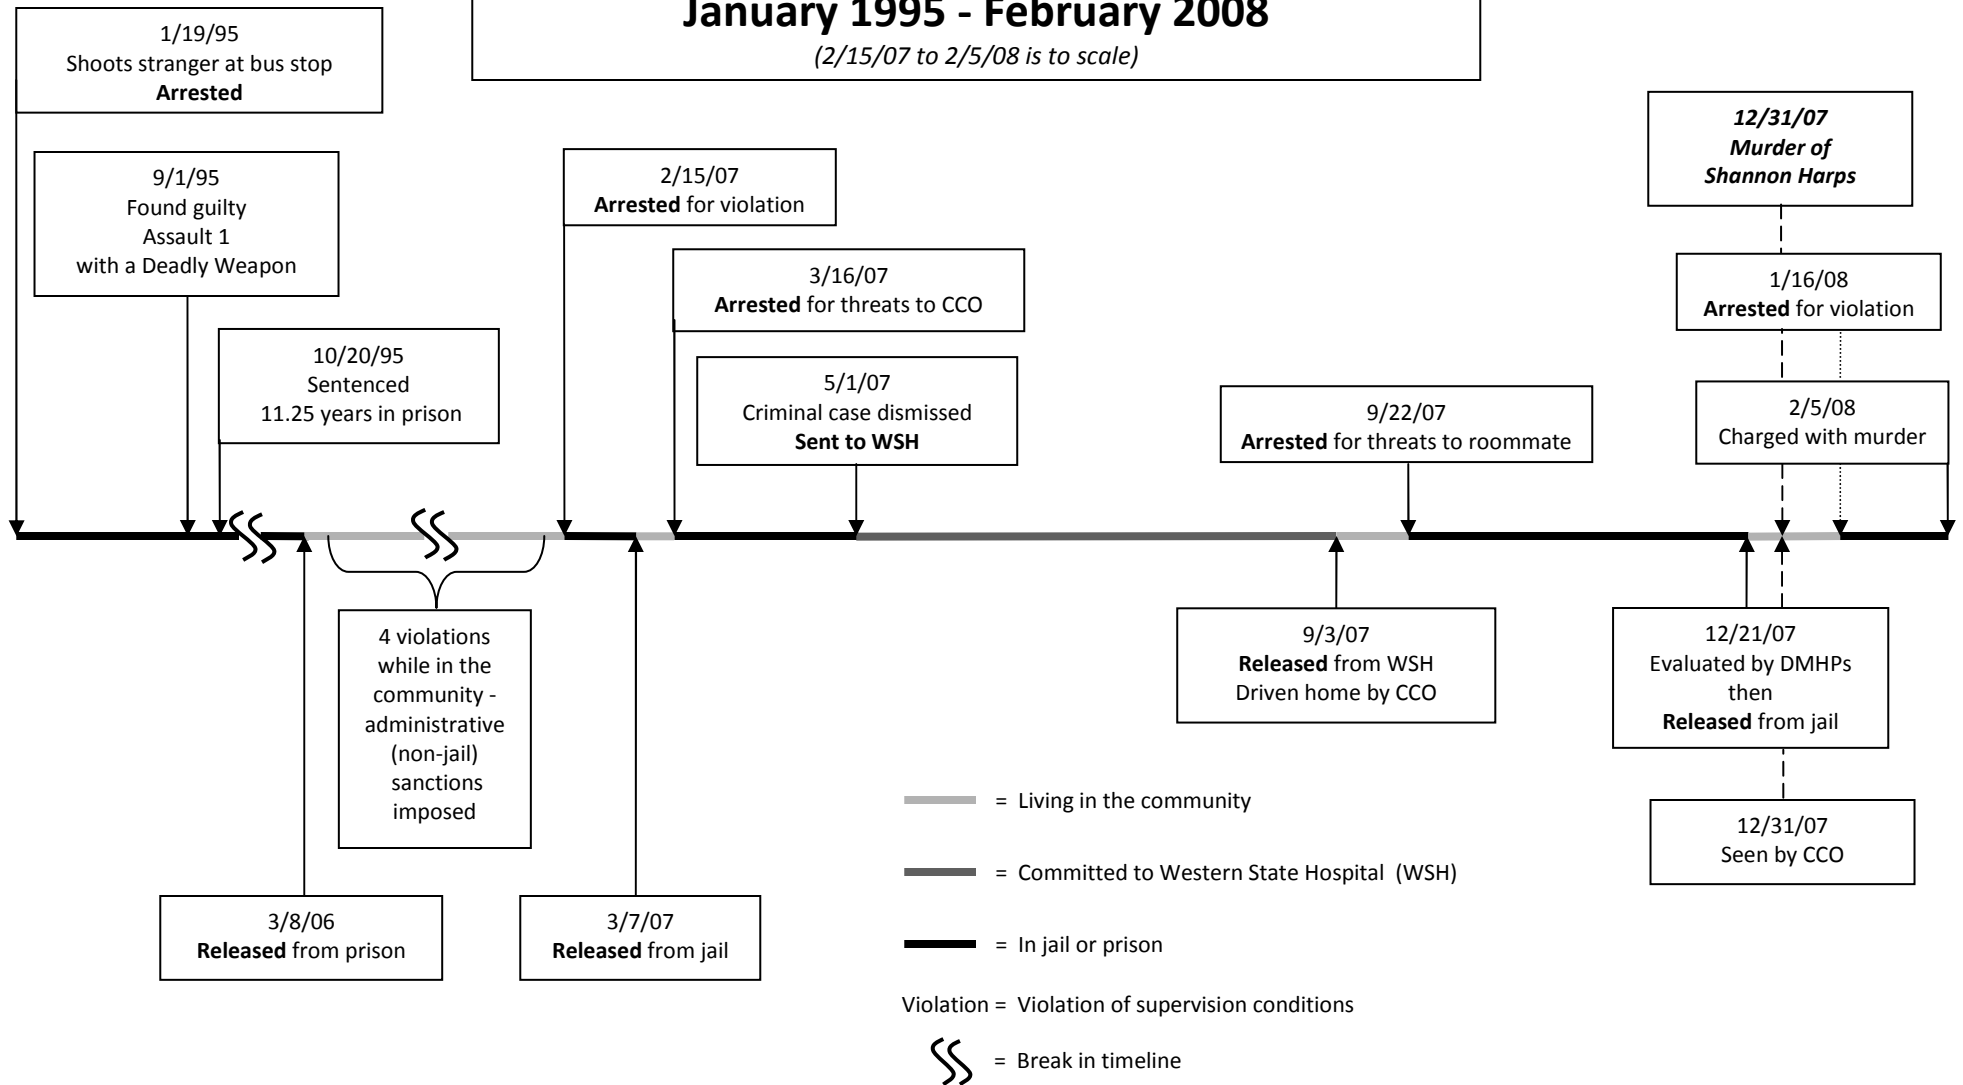 January 1995 - February 2008
(2/15/07 to 2/5/08 is to scale)
1/19/95
Shoots stranger at bus stop
Arrested
9/1/95
Found guilty
Assault 1
with a Deadly Weapon
10/20/95
Sentenced
11.25 years in prison
2/15/07
Arrested for violation
3/16/07
Arrested for threats to CCO
5/1/07
Criminal case dismissed
Sent to WSH
9/22/07
Arrested for threats to roommate
12/31/07
Murder of
Shannon Harps
1/16/08
Arrested for violation
2/5/08
Charged with murder
3/8/06
Released from prison
4 violations
while in the
community -
administrative
(non-jail)
sanctions
imposed
3/7/07
Released from jail
9/3/07
Released from WSH
Driven home by CCO
12/21/07
Evaluated by DMHPs
then
Released from jail
12/31/07
Seen by CCO
= Living in the community
= Committed to Western State Hospital (WSH)
= In jail or prison
Violation = Violation of supervision conditions
= Break in timeline